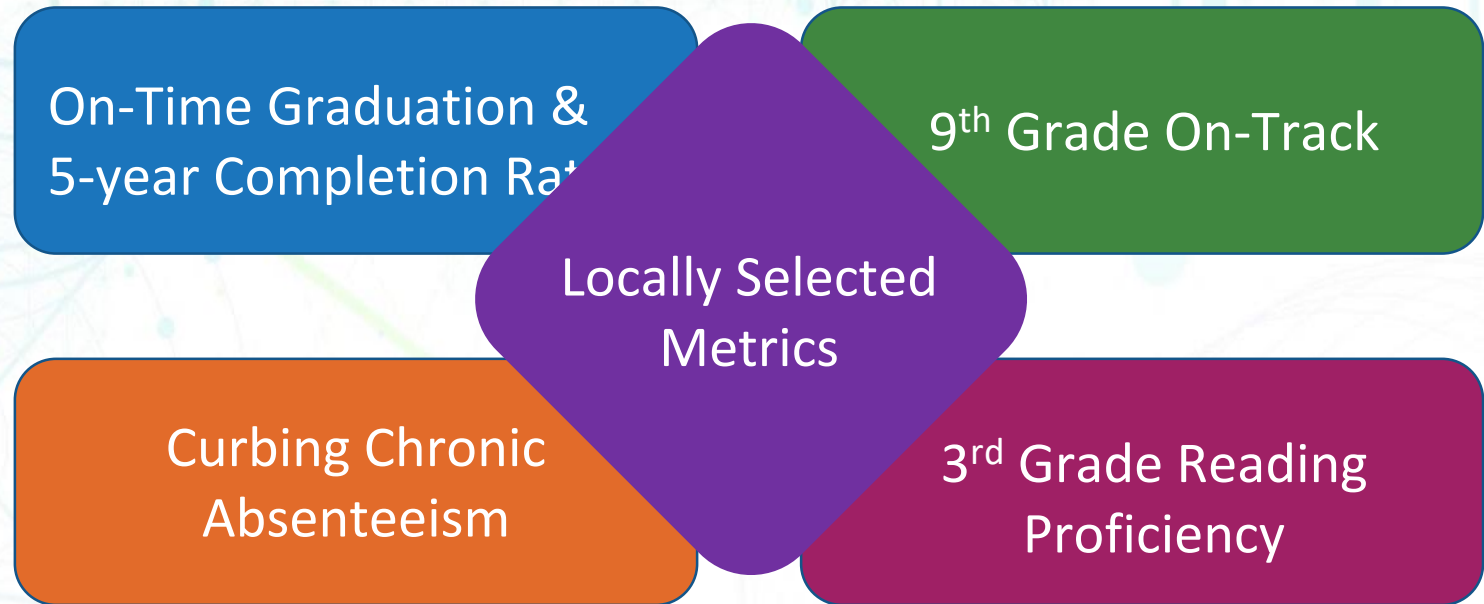 On-Time Graduation &
5-year Completion Rat
9th Grade On-Track
Locally Selected
Metrics
Curbing Chronic
Absenteeism
3rd Grade Reading
Proficiency